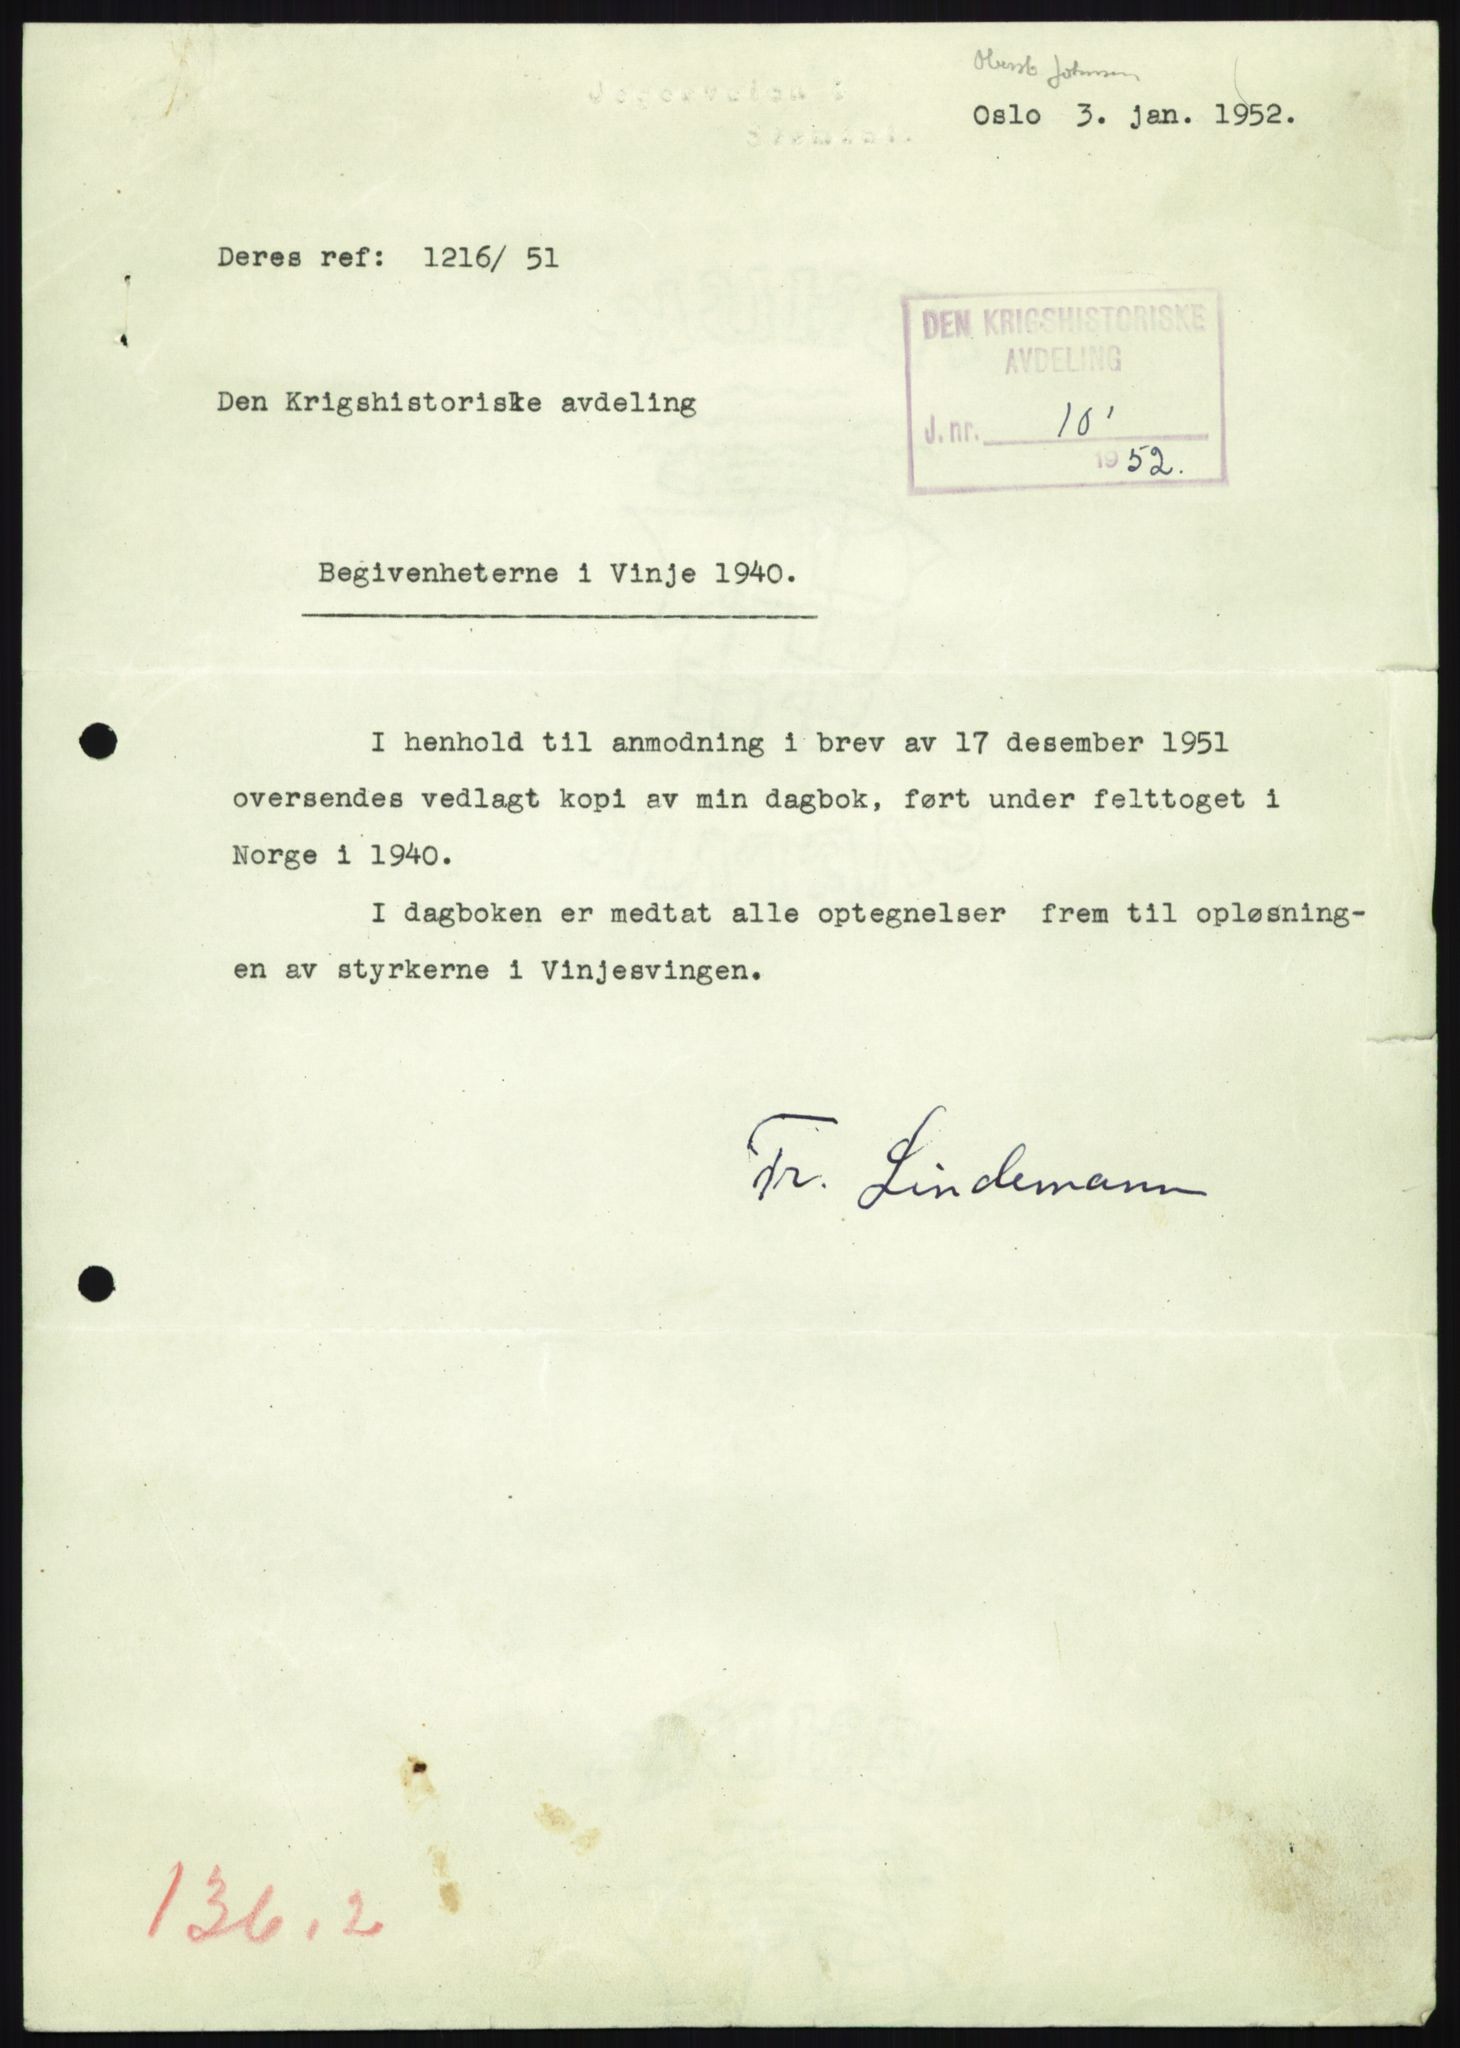 Oberst Johnsen
Oslo 3. jan. 1952.
Deres ref: 1216/ 51
DEN KRIGSHISTORISKE
AVDELING
J. nr. 10
1952.
Den Krigshistoriske avdeling
Begivenheterne i Vinje 1940.
I henhold til anmodning i brev av 17 desember 1951
oversendes vedlagt kopi av min dagbok, ført under felttoget i
Norge i 1940.
I dagboken er medtat alle optegnelser frem til opløsning-
en av styrkerne i Vinjesvingen.
Fr. Lindemann
136.2